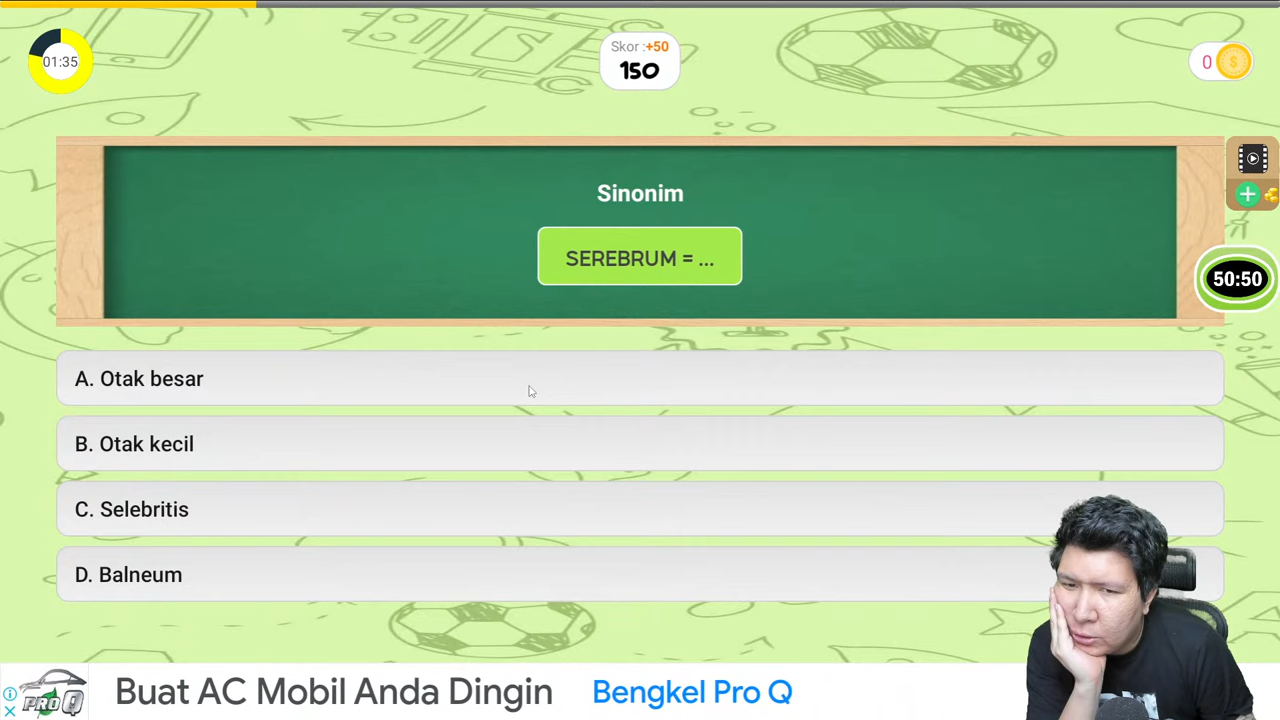 01:35
Skor :+50
150
0
Sinonim
SEREBRUM = ...
50:50
A. Otak besar
B. Otak kecil
C. Selebritis
D. Balneum
PRO Q
Buat AC Mobil Anda Dingin
Bengkel Pro Q